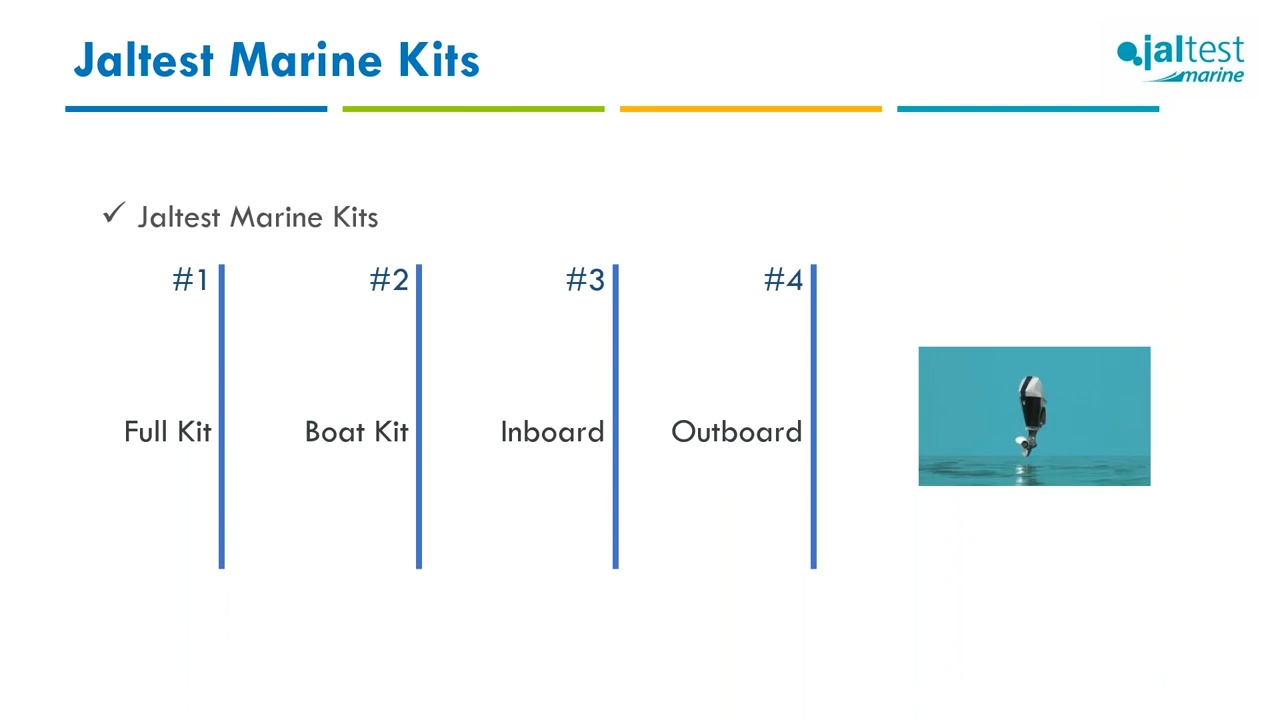 Jaltest Marine Kits
jaltest
marine
✓ Jaltest Marine Kits
#1 #2 #3 #4
Full Kit Boat Kit Inboard Outboard